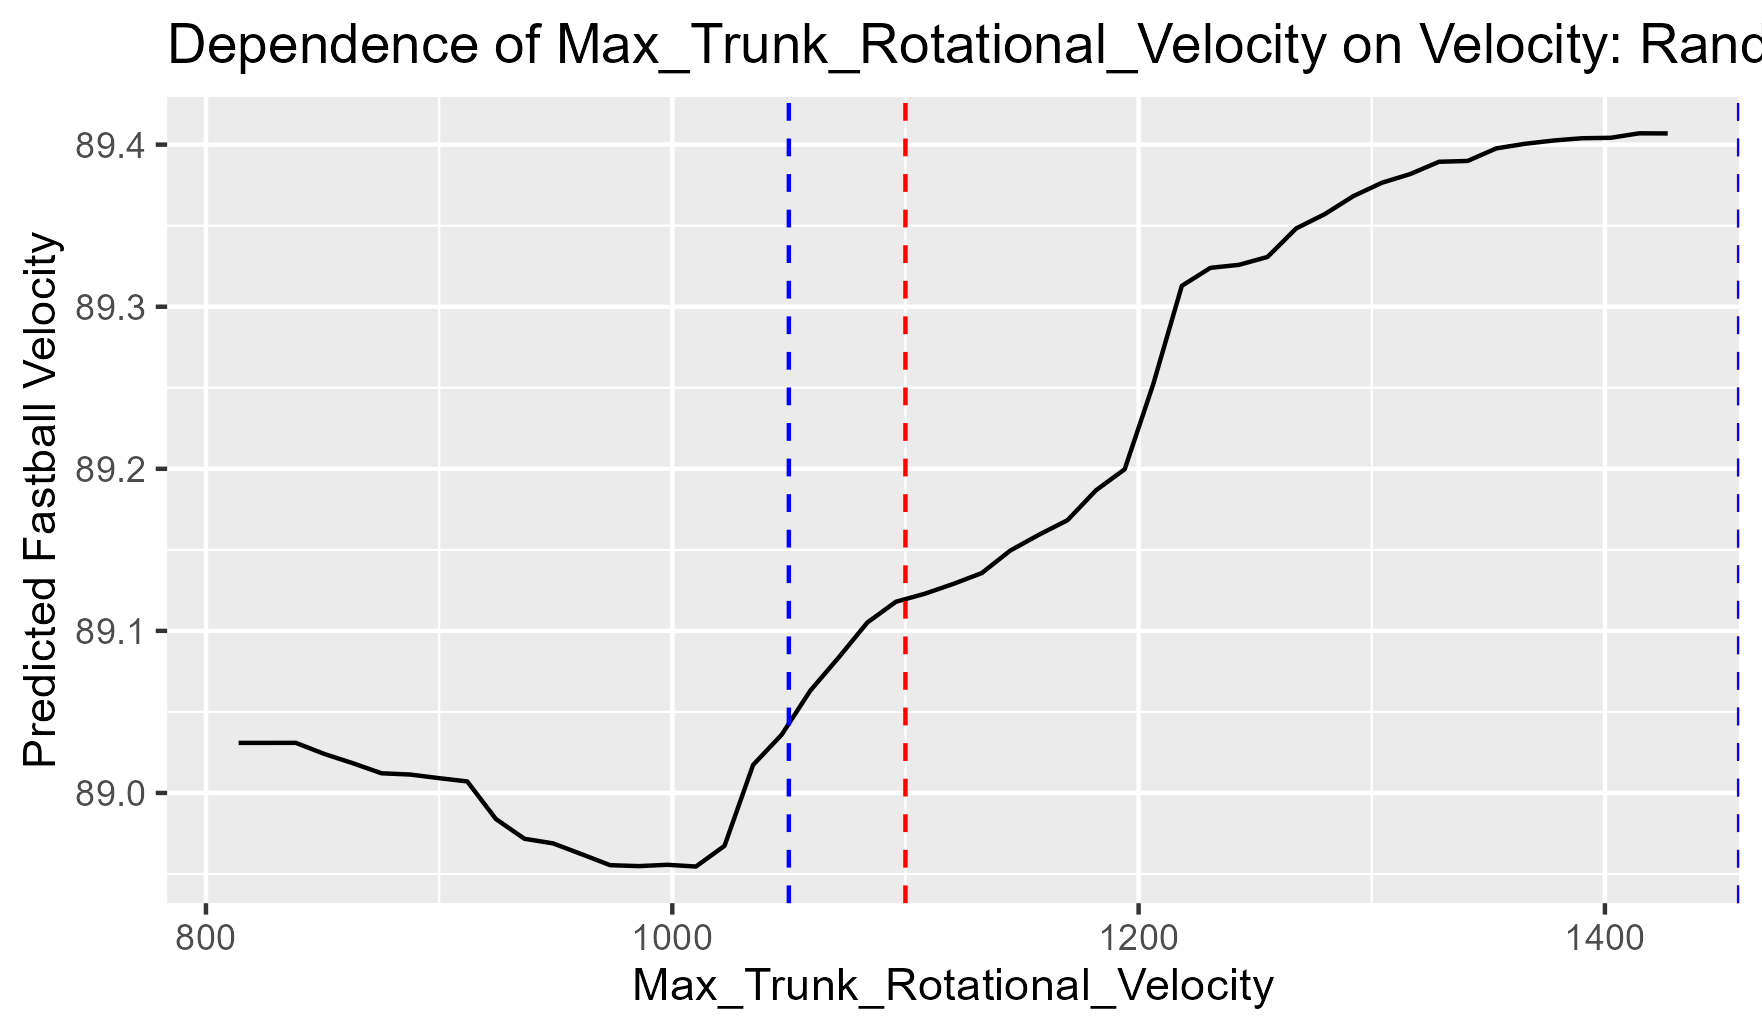 Dependence of Max_Trunk_Rotational_Velocity on Velocity: Rand
89.4
89.3
89.2
89.1
89.0
Predicted Fastball Velocity
800 1000 1200 1400
Max_Trunk_Rotational_Velocity